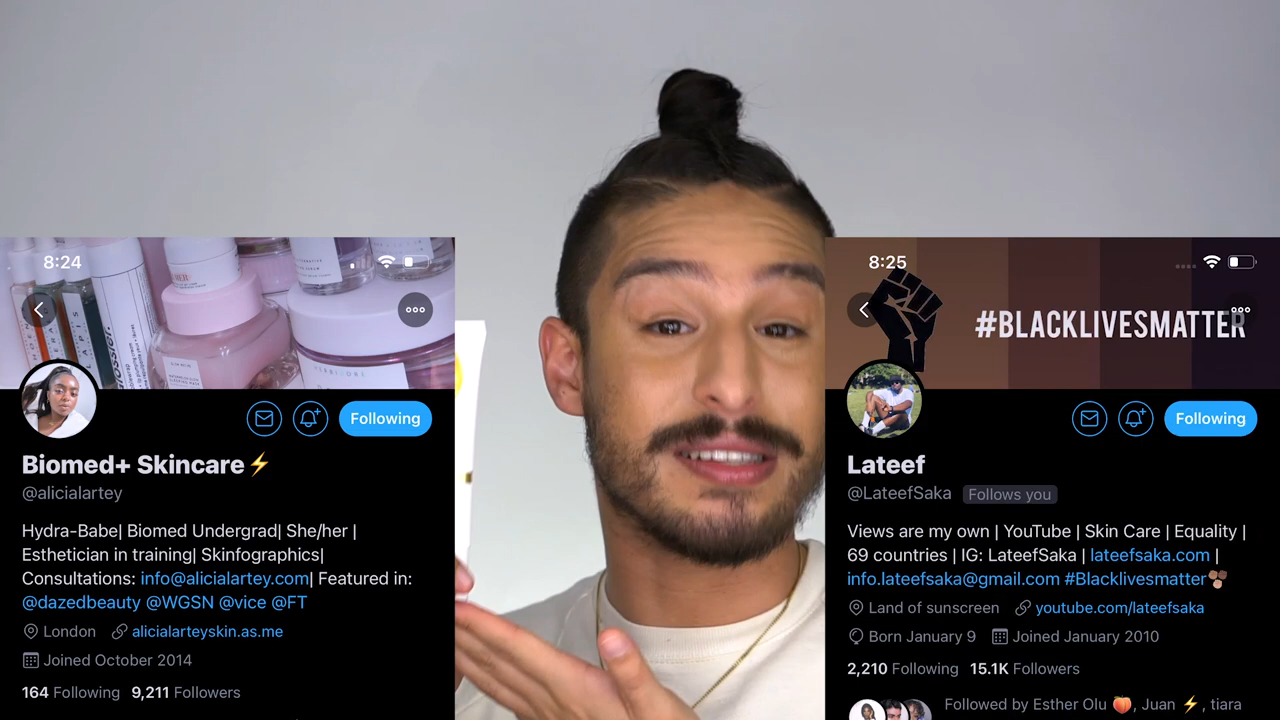 8:24
Biomed+ Skincare⚡
@alicialartey
Following
Hydra-Babe| Biomed Undergrad| She/her |
Esthetician in training| Skinfographics|
Consultations: info@alicialartey.com| Featured in:
@dazedbeauty @WGSN @vice @FT
London alicialarteyskin.as.me
Joined October 2014
164 Following 9,211 Followers
8:25
#BLACKLIVESMATTER
Following
Lateef
@LateefSaka Follows you
Views are my own | YouTube | Skin Care | Equality |
69 countries | IG: LateefSaka | lateefsaka.com |
info.lateefsaka@gmail.com #Blacklivesmatter
Land of sunscreen youtube.com/lateefsaka
Born January 9 Joined January 2010
2,210 Following 15.1K Followers
Followed by Esther Olu 🍑, Juan ⚡, tiara